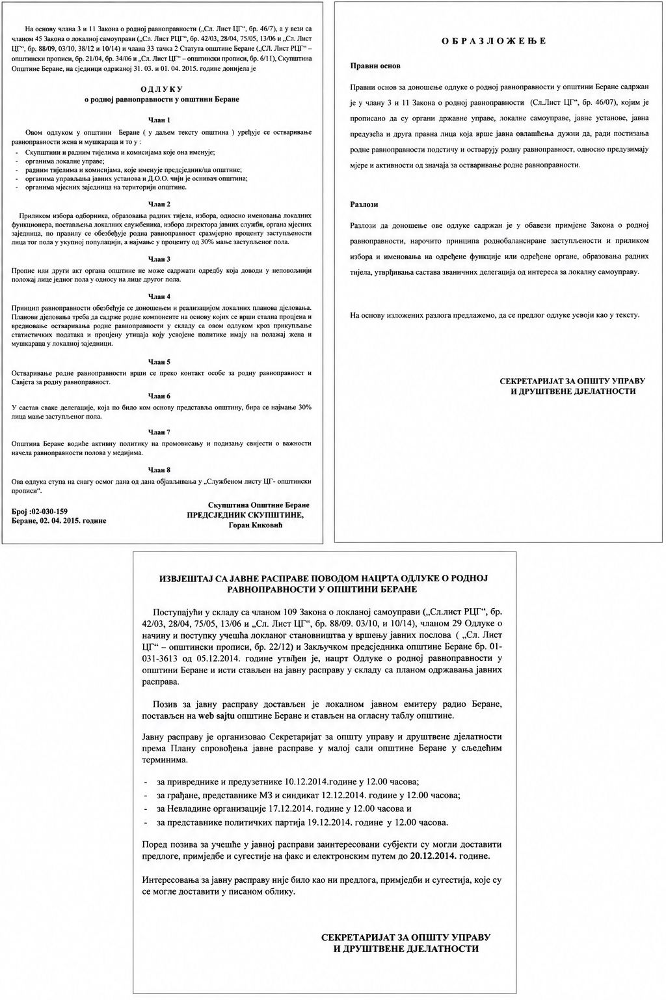 На основу члана 3 и 11 Закона о родној равноправности („Сл. Лист ЦГ“, бр. 46/7), а у вези са
чланом 45 Закона о локалној самоуправи („Сл. Лист РЦГ“, бр. 42/03, 28/04, 75/05, 13/06 и „Сл. Лист
ЦГ“, бр. 88/09, 03/10, 38/12 и 10/14) и члана 33 тачка 2 Статута општине Беране („СЛ. Лист РЦГ“ –
општински прописи, бр. 21/04, бр. 34/06 и „Сл. Лист ЦГ“ – општински прописи, бр. 6/11), Скупштина
Општине Беране, на сједници одржаној 31. 03. и 01. 04. 2015. године донијела је
О Д Л У К У
о родној равноправности у општини Беране
Члан 1
Овом одлуком у општини Беране ( у даљем тексту општина ) уређује се остваривање
равноправности жена и мушкараца и то у :
- Скупштини и радним тијелима и комисијама које она именује;
- органима локалне управе;
- радним тијелима и комисијама, које именује предсједник/ца општине;
- органима управљања јавних установа и Д.О.О. чији је оснивач општина;
- органима мјесних заједница на територији општине.
Члан 2
Приликом избора одборника, образовања радних тијела, избора, односно именовања локалних
функционера, постављења локалних службеника, избора директора јавних служби, органа мјесних
заједница, по правилу се обезбеђује родна равноправност сразмјерно проценту заступљености
лица тог пола у укупној популацији, а најмање у проценту од 30% мање заступљеног пола.
Члан 3
Пропис или други акт органа општине не може садржати одредбу која доводи у неповољнији
положај лице једног пола у односу на лице другог пола.
Члан 4
Принцип равноправности обезбеђује се доношењем и реализацијом локалних планова дјеловања.
Планови дјеловања треба да садрже родне компоненте на основу којих се врши стална процјена и
вредновање остваривања родне равноправности у складу са овом одлуком кроз прикупљање
статистичких података и процјену утицаја коју усвојене политике имају на полажај жена и
мушкараца у локалној заједници.
Члан 5
Остваривање родне равноправности врши се преко контакт особе за родну равноправност и
Савјета за родну равноправност.
Члан 6
У састав сваке делегације, која по било ком основу представља општину, бира се најмање 30%
лица мање заступљеног пола.
Члан 7
Општина Беране водиће активну политику на промовисању и подизању свијести о важности
начела равноправности полова у медијима.
Члан 8
Ова одлука ступа на снагу осмог дана од дана објављивања у „Службеном листу ЦГ- општински
прописи“.
Број :02-030-159
Беране, 02. 04. 2015. године
Скупштина Општине Беране
ПРЕДСЈЕДНИК СКУПШТИНЕ,
Горан Киковић
О Б Р А З Л О Ж Е Њ Е
Правни основ
Правни основ за доношење одлуке о родној равноправности у општини Беране садржан
је у члану 3 и 11 Закона о родној равноправности (Сл.Лист ЦГ“, бр. 46/07), којим је
прописано да су органи државне управе, локалне самоуправе, јавне установе, јавна
предузећа и друга правна лица која врше јавна овлашћења дужни да, ради постизања
родне равноправности подстичу и остварују родну равноправност, односно предузимају
мјере и активности од значаја за остваривање родне равноправности.
Разлози
Разлози да доношење ове одлуке садржан је у обавези примјене Закона о родној
равноправности, нарочито принципа роднобалансиране заступљености и приликом
избора и именовања на одређене функције или одређене органе, образовања радних
тијела, утврђивања састава званичних делегација од интереса за локалну самоуправу.
На основу изложених разлога предлажемо, да се предлог одлуке усвоји као у тексту.
СЕКРЕТАРИЈАТ ЗА ОПШТУ УПРАВУ
И ДРУШТВЕНЕ ДЈЕЛАТНОСТИ
ИЗВЈЕШТАЈ СА ЈАВНЕ РАСПРАВЕ ПОВОДОМ НАЦРТА ОДЛУКЕ О РОДНОЈ
РАВНОПРАВНОСТИ У ОПШТИНИ БЕРАНЕ
Поступајући у складу са чланом 109 Закона о локланој самоуправи („Сл.лист РЦГ“, бр.
42/03, 28/04, 75/05, 13/06 и „Сл. Лист ЦГ“, бр. 88/09. 03/10, и 10/14), чланом 29 Одлуке о
начину и поступку учешћа локланог становништва у вршењу јавних послова ( „Сл. Лист
ЦГ“ – општински прописи, бр. 22/12) и Закључком предсједника општине Беране бр. 01-
031-3613 од 05.12.2014. године утвђен је, нацрт Одлуке о родној равноправности у
општини Беране и исти стављен на јавну расправу у складу са планом одржавања јавних
расправа.
Позив за јавну расправу достављен је локалном јавном емитеру радио Беране,
постављен на web sajtu општине Беране и стављен на огласну таблу општине.
Јавну расправу је организовао Секретаријат за општу управу и друштвене дјелатности
према Плану спровођења јавне расправе у малој сали општине Беране у сљедећим
терминима.
- за привреднике и предузетнике 10.12.2014.године у 12.00 часова;
- за грађане, представнике МЗ и синдикат 12.12.2014. године у 12.00 часова;
- за Невладине организације 17.12.2014. године у 12.00 часова и
- за представнике политичких партија 19.12.2014. године у 12.00 часова.
Поред позива за учешће у јавној расправи заинтересовани субјекти су могли доставити
предлоге, примједбе и сугестије на факс и електронским путем до 20.12.2014. године.
Интересовања за јавну расправу није било као ни предлога, примједби и сугестија, које су
се могле доставити у писаном облику.
СЕКРЕТАРИЈАТ ЗА ОПШТУ УПРАВУ
И ДРУШТВЕНЕ ДЈЕЛАТНОСТИ